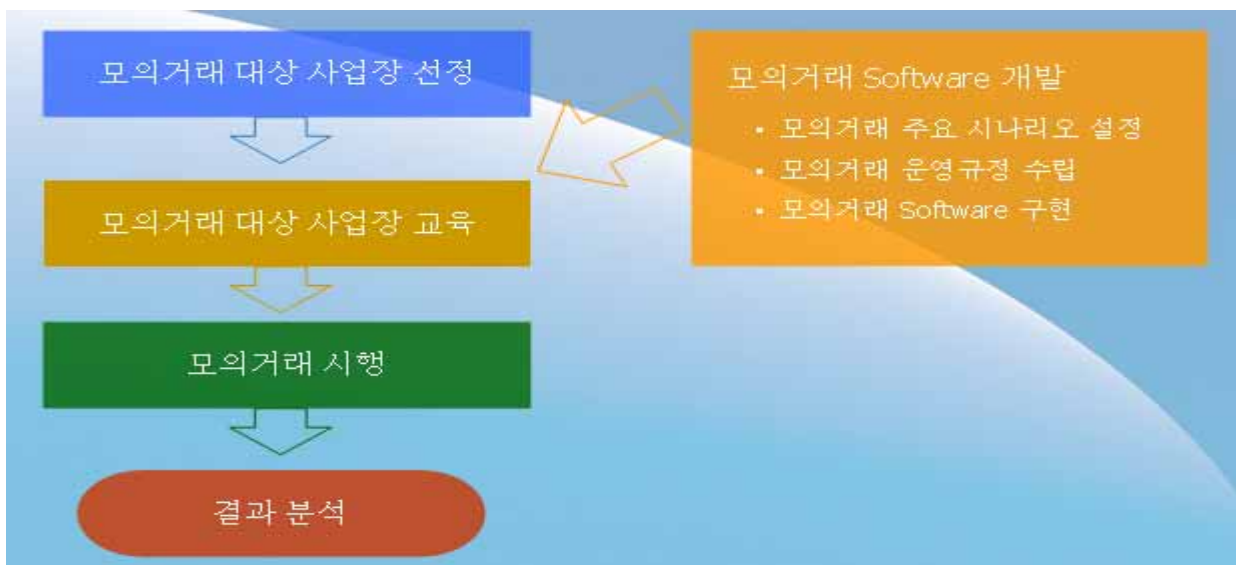 모의거래 대상 사업장 선정
모의거래 대상 사업장 교육
모의거래 시행
결과 분석
모의거래 Software 개발
▪ 모의거래 주요 시나리오 설정
▪ 모의거래 운영규정 수립
▪ 모의거래 Software 구현